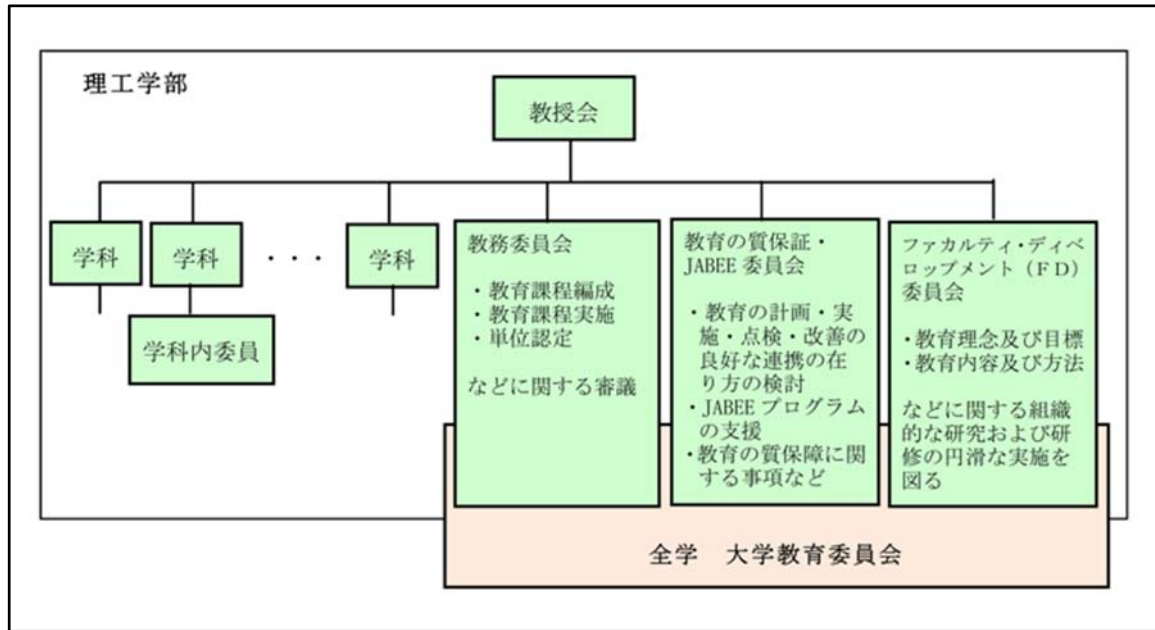 理工学部
教授会
学科
学科
・・・
学科
学科内委員
教務委員会
・教育課程編成
・教育課程実施
・単位認定
などに関する審議
教育の質保証・
JABEE 委員会
・教育の計画・実
施・点検・改善の
良好な連携の在
り方の検討
・JABEE プログラム
の支援
・教育の質保障に関
する事項など
ファカルティ・ディベ
ロップメント（ＦＤ）
委員会
・教育理念及び目標
・教育内容及び方法
などに関する組織
的な研究および研
修の円滑な実施を
図る
全学　大学教育委員会